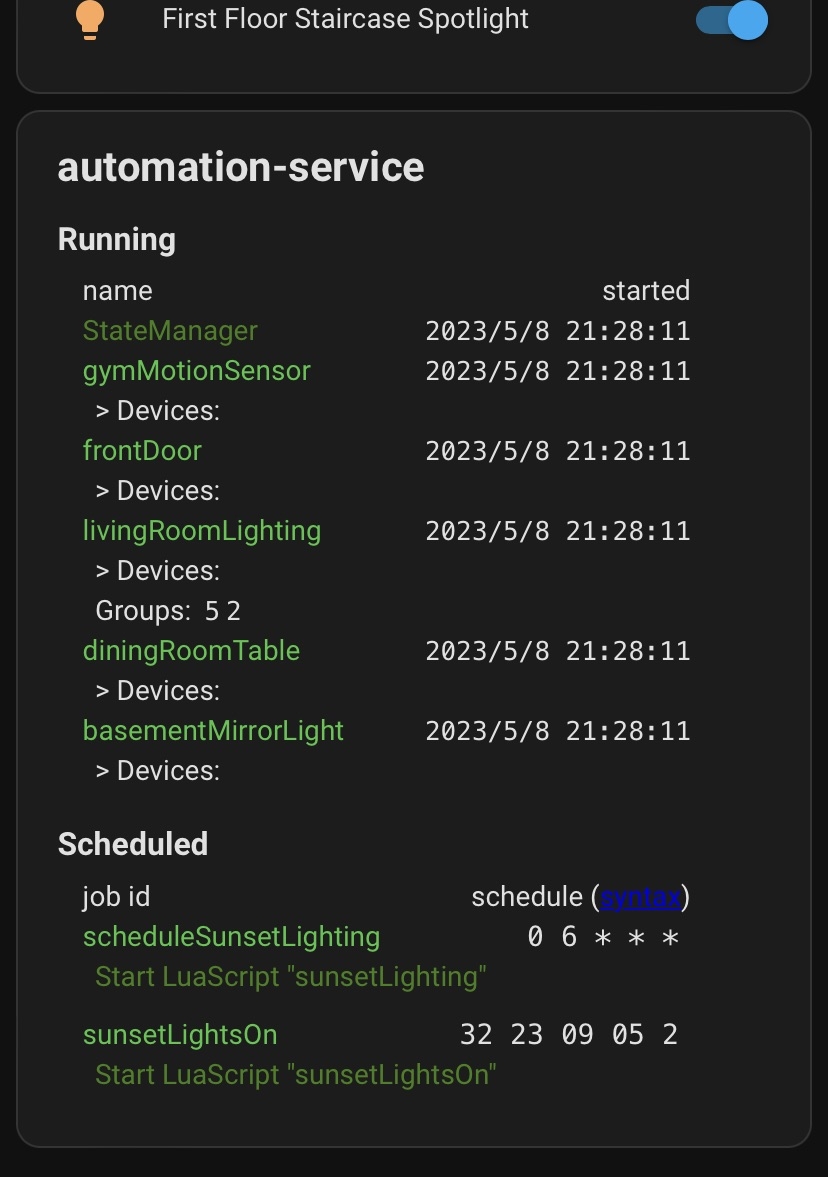 First Floor Staircase Spotlight
automation-service
Running
name started
StateManager 2023/5/8 21:28:11
gymMotionSensor 2023/5/8 21:28:11
> Devices:
frontDoor 2023/5/8 21:28:11
> Devices:
livingRoomLighting 2023/5/8 21:28:11
> Devices:
Groups: 5 2
diningRoomTable 2023/5/8 21:28:11
> Devices:
basementMirrorLight 2023/5/8 21:28:11
> Devices:
Scheduled
job id schedule (syntax)
scheduleSunsetLighting 0 6 * * *
Start LuaScript "sunsetLighting"
sunsetLightsOn 32 23 09 05 2
Start LuaScript "sunsetLightsOn"